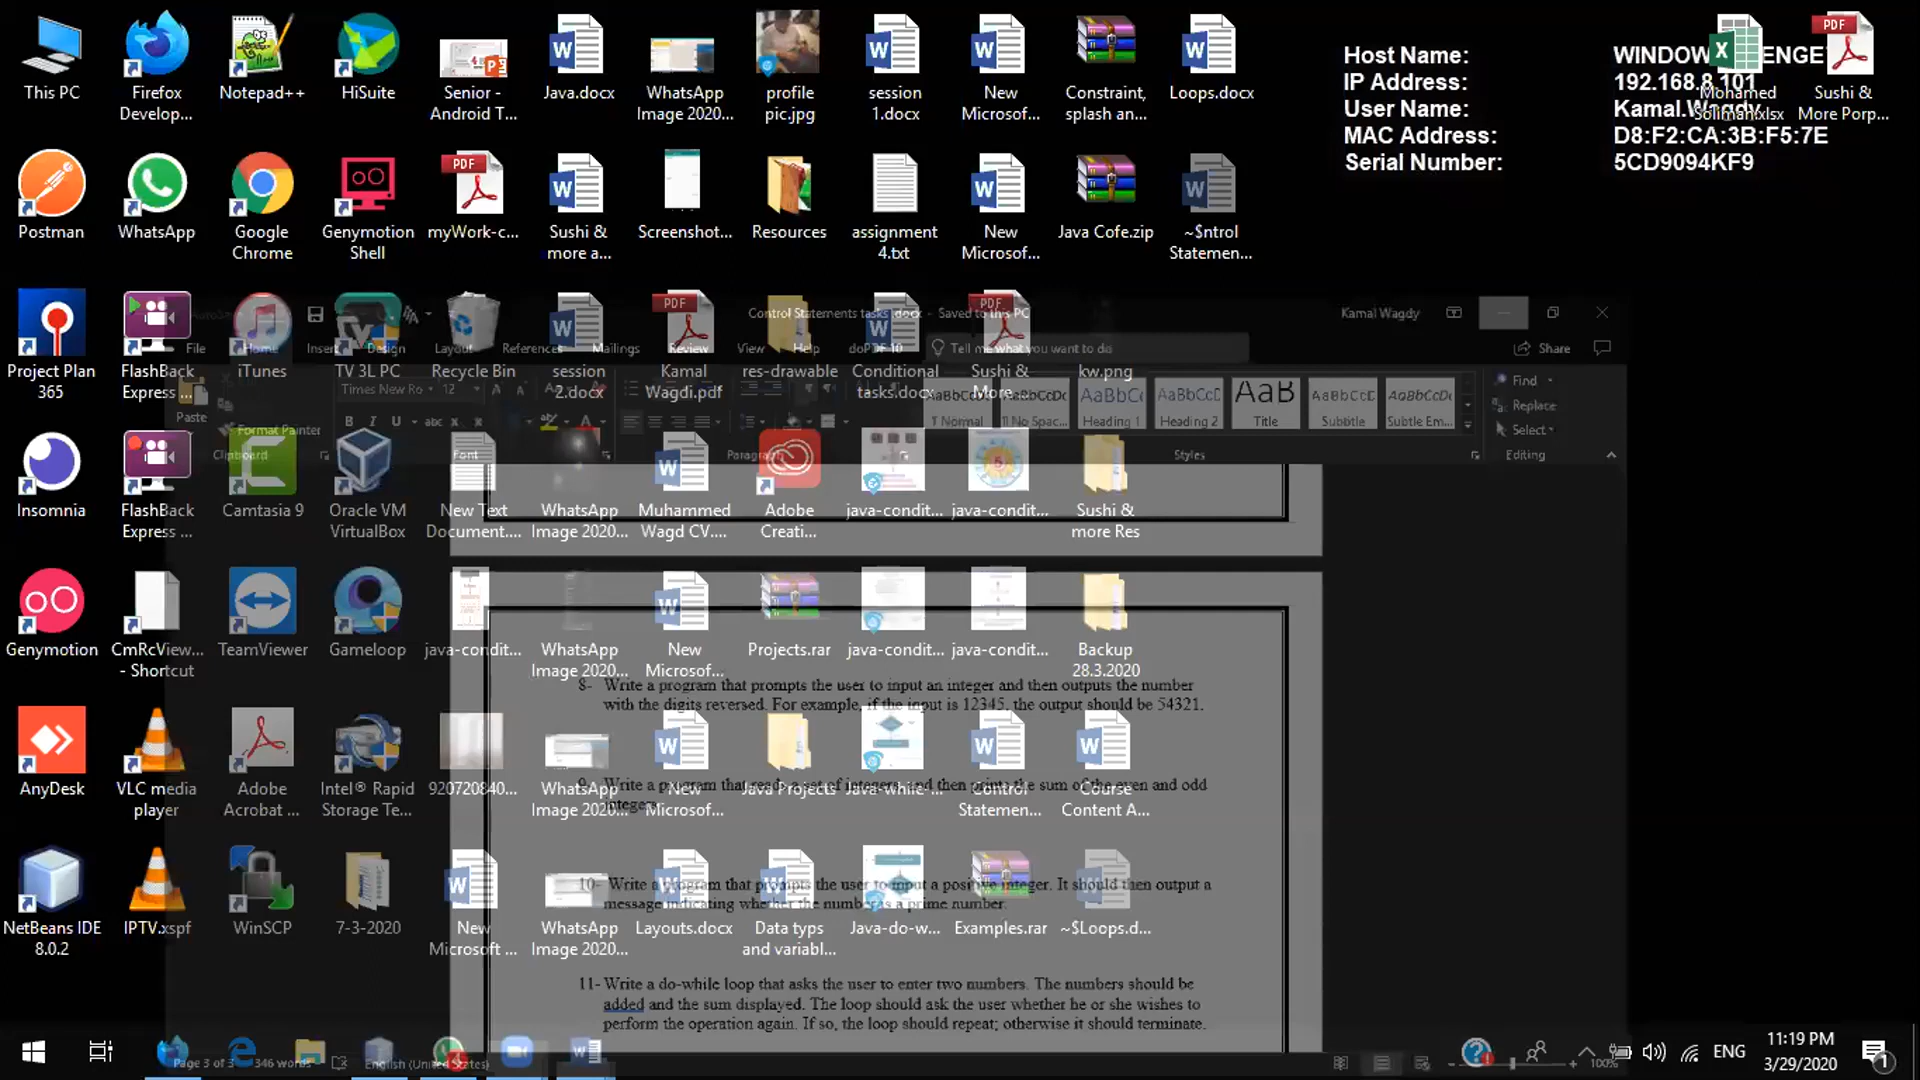 This PC
Firefox
Develop...
Notepad++
HiSuite
Senior -
Android T...
Java.docx
WhatsApp
Image 2020...
profile
pic.jpg
session
1.docx
New
Microsof...
Constraint,
splash an...
Loops.docx
Host Name:
IP Address: 192.168.8.101
User Name: Kamal.Wagdy
MAC Address: D8:F2:CA:3B:F5:7E
Serial Number: 5CD9094KF9
Mohamed
Soliman.xlsx
Sushi &
More Porp...
Postman
WhatsApp
Google
Chrome
Genymotion
Shell
myWork-c...
Sushi &
more a...
Screenshot...
Resources
assignment
4.txt
New
Microsof...
Java Cofe.zip
~$ntrol
Statemen...
Project Plan
365
FlashBack
Express ...
iTunes
TV 3L PC
Recycle Bin
session
2.docx
Kamal
Wagdi.pdf
res-drawable
Conditional
tasks.docx
Sushi &
More...
kw.png
Control Statements tasks .docx - Saved to this PC
Kamal Wagdy
File Home Insert Design Layout References Mailings Review View Help doPDF 10 Tell me what you want to do
Share
Paste
Format Painter
Clipboard
Times New Ro 12
B I U abc
Font
Paragraph
¶ Normal
¶ No Spac...
Heading 1
Heading 2
Title
Subtitle
Subtle Em...
Styles
Find
Replace
Select
Editing
Insomnia
FlashBack
Express ...
Camtasia 9
Oracle VM
VirtualBox
New Text
Document....
WhatsApp
Image 2020...
Muhammed
Wagd CV....
Adobe
Creati...
java-condit...
java-condit...
Sushi &
more Res
Genymotion
CmRcView...
- Shortcut
TeamViewer
Gameloop
java-condit...
WhatsApp
Image 2020...
New
Microsof...
Projects.rar
java-condit...
java-condit...
Backup
28.3.2020
8- Write a program that prompts the user to input an integer and then outputs the number
with the digits reversed. For example, if the input is 12345, the output should be 54321.
AnyDesk
VLC media
player
Adobe
Acrobat ...
Intel® Rapid
Storage Te...
920720840...
WhatsApp
Image 2020...
New
Microsof...
Java Projects
Java-while-...
Control
Statemen...
Course
Content A...
9- Write a program that reads a set of integers and then prints the sum of the even and odd
integers.
NetBeans IDE
8.0.2
IPTV.xspf
WinSCP
7-3-2020
New
Microsoft ...
WhatsApp
Image 2020...
Layouts.docx
Data typs
and variabl...
Java-do-w...
Examples.rar
~$Loops.d...
10- Write a program that prompts the user to input a positive integer. It should then output a
message indicating whether the number is a prime number.
11- Write a do-while loop that asks the user to enter two numbers. The numbers should be
added and the sum displayed. The loop should ask the user whether he or she wishes to
perform the operation again. If so, the loop should repeat; otherwise it should terminate.
Page 3 of 3 346 words English (United States)
100%
ENG
11:19 PM
3/29/2020
1